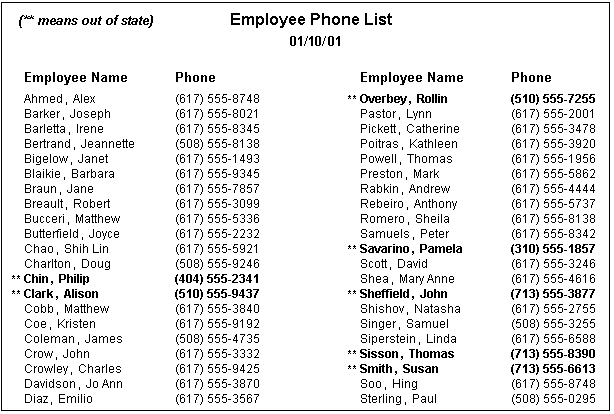 (** means out of state) Employee Phone List
01/10/01
Employee Name Phone Employee Name Phone
Ahmed, Alex (617) 555-8748 ** Overbey, Rollin (510) 555-7255
Barker, Joseph (617) 555-8021 Pastor, Lynn (617) 555-2001
Barletta, Irene (617) 555-8345 Pickett, Catherine (617) 555-3478
Bertrand, Jeannette (508) 555-8138 Poitras, Kathleen (617) 555-3920
Bigelow, Janet (617) 555-1493 Powell, Thomas (617) 555-1956
Blaikie, Barbara (617) 555-9345 Preston, Mark (617) 555-5862
Braun, Jane (617) 555-7857 Rabkin, Andrew (617) 555-4444
Breault, Robert (617) 555-3099 Rebeiro, Anthony (617) 555-5737
Bucceri, Matthew (617) 555-5336 Romero, Sheila (617) 555-8138
Butterfield, Joyce (617) 555-2232 Samuels, Peter (617) 555-8342
Chao, Shih Lin (617) 555-5921 ** Savarino, Pamela (310) 555-1857
Charlton, Doug (508) 555-9246 Scott, David (617) 555-3246
** Chin, Philip (404) 555-2341 Shea, Mary Anne (617) 555-4616
** Clark, Alison (510) 555-9437 ** Sheffield, John (713) 555-3877
Cobb, Matthew (617) 555-3840 Shishov, Natasha (617) 555-2755
Coe, Kristen (617) 555-9192 Singer, Samuel (508) 555-3255
Coleman, James (508) 555-4735 Siperstein, Linda (617) 555-6588
Crow, John (617) 555-3332 ** Sisson, Thomas (713) 555-8390
Crowley, Charles (617) 555-9425 ** Smith, Susan (713) 555-6613
Davidson, Jo Ann (617) 555-3870 Soo, Hing (617) 555-8748
Diaz, Emilio (617) 555-3567 Sterling, Paul (508) 555-0295